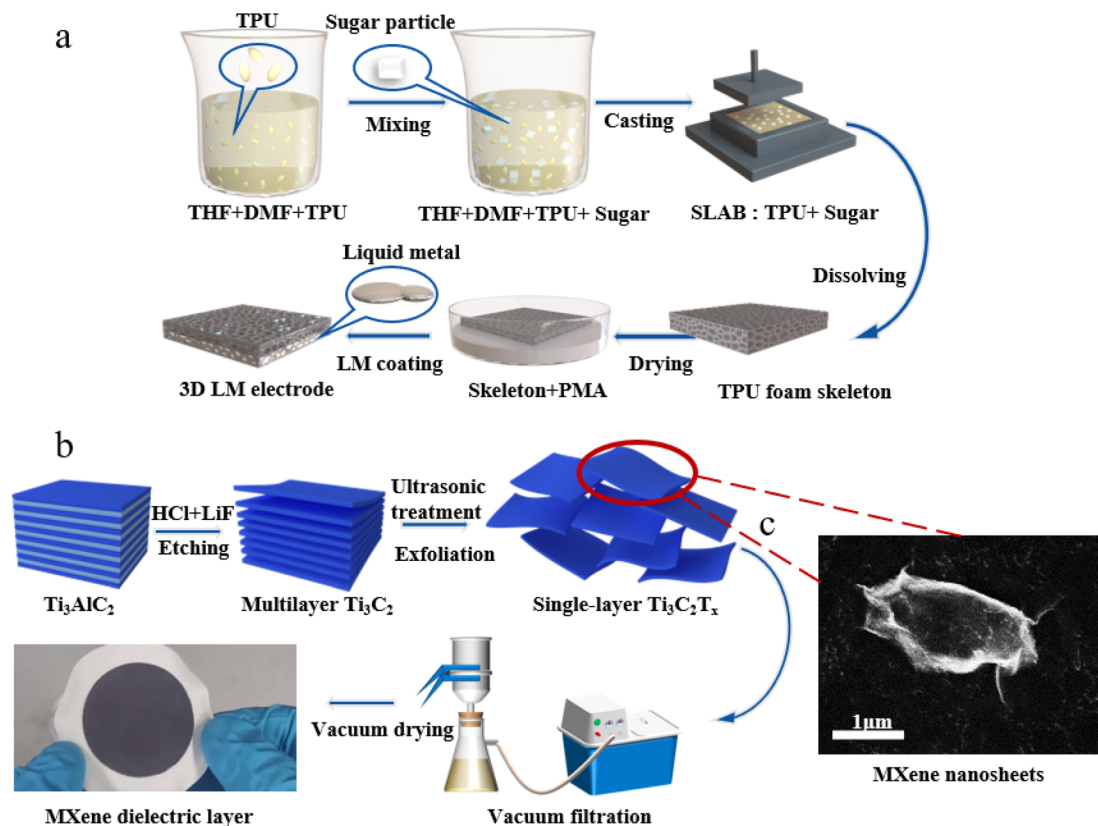 a
TPU
Sugar particle
Mixing
Casting
THF+DMF+TPU
THF+DMF+TPU+ Sugar
SLAB : TPU+ Sugar
Liquid metal
Dissolving
LM coating
Drying
3D LM electrode
Skeleton+PMA
TPU foam skeleton
b
HCl+LiF
Etching
Ultrasonic
treatment
Exfoliation
c
Ti₃AlC₂
Multilayer Ti₃C₂
Single-layer Ti₃C₂Tₓ
Vacuum drying
1μm
MXene dielectric layer
Vacuum filtration
MXene nanosheets